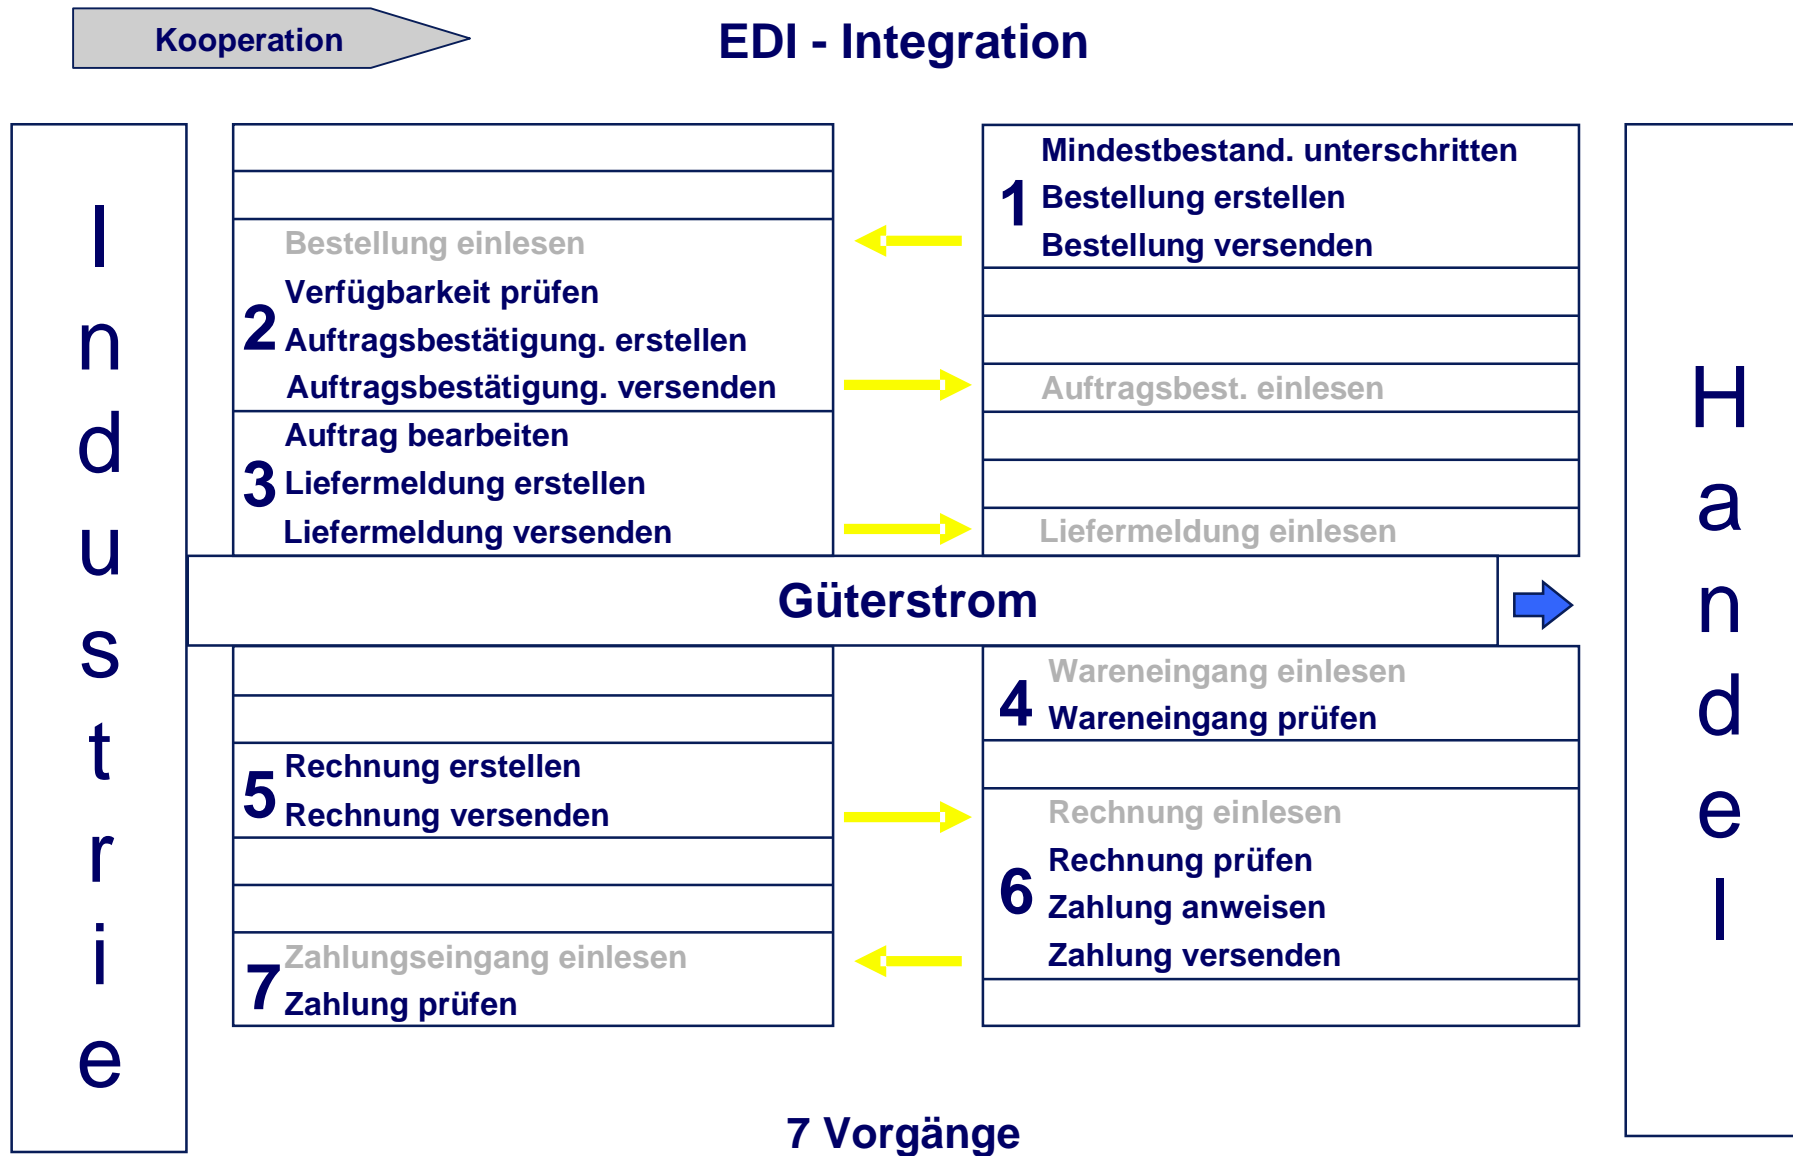 Kooperation
EDI - Integration
Industrie
Bestellung einlesen
2
Verfügbarkeit prüfen
Auftragsbestätigung. erstellen
Auftragsbestätigung. versenden
3
Auftrag bearbeiten
Liefermeldung erstellen
Liefermeldung versenden
1
Mindestbestand. unterschritten
Bestellung erstellen
Bestellung versenden
Auftragsbest. einlesen
Liefermeldung einlesen
Handel
Güterstrom
5
Rechnung erstellen
Rechnung versenden
7
Zahlungseingang einlesen
Zahlung prüfen
4
Wareneingang einlesen
Wareneingang prüfen
6
Rechnung einlesen
Rechnung prüfen
Zahlung anweisen
Zahlung versenden
7 Vorgänge